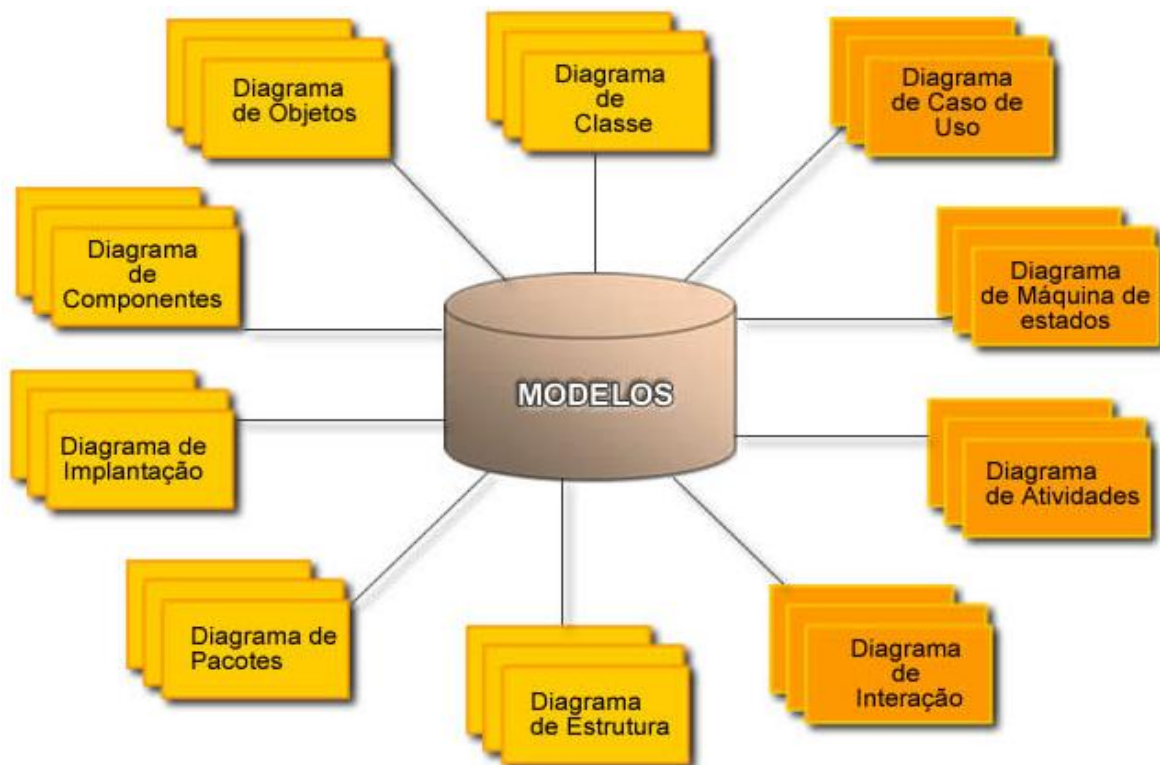 Diagrama
de Objetos
Diagrama
de
Classe
Diagrama
de Caso de
Uso
Diagrama
de
Componentes
Diagrama
de Máquina de
estados
MODELOS
Diagrama de
Implantação
Diagrama
de Atividades
Diagrama de
Pacotes
Diagrama
de Estrutura
Diagrama
de
Interação